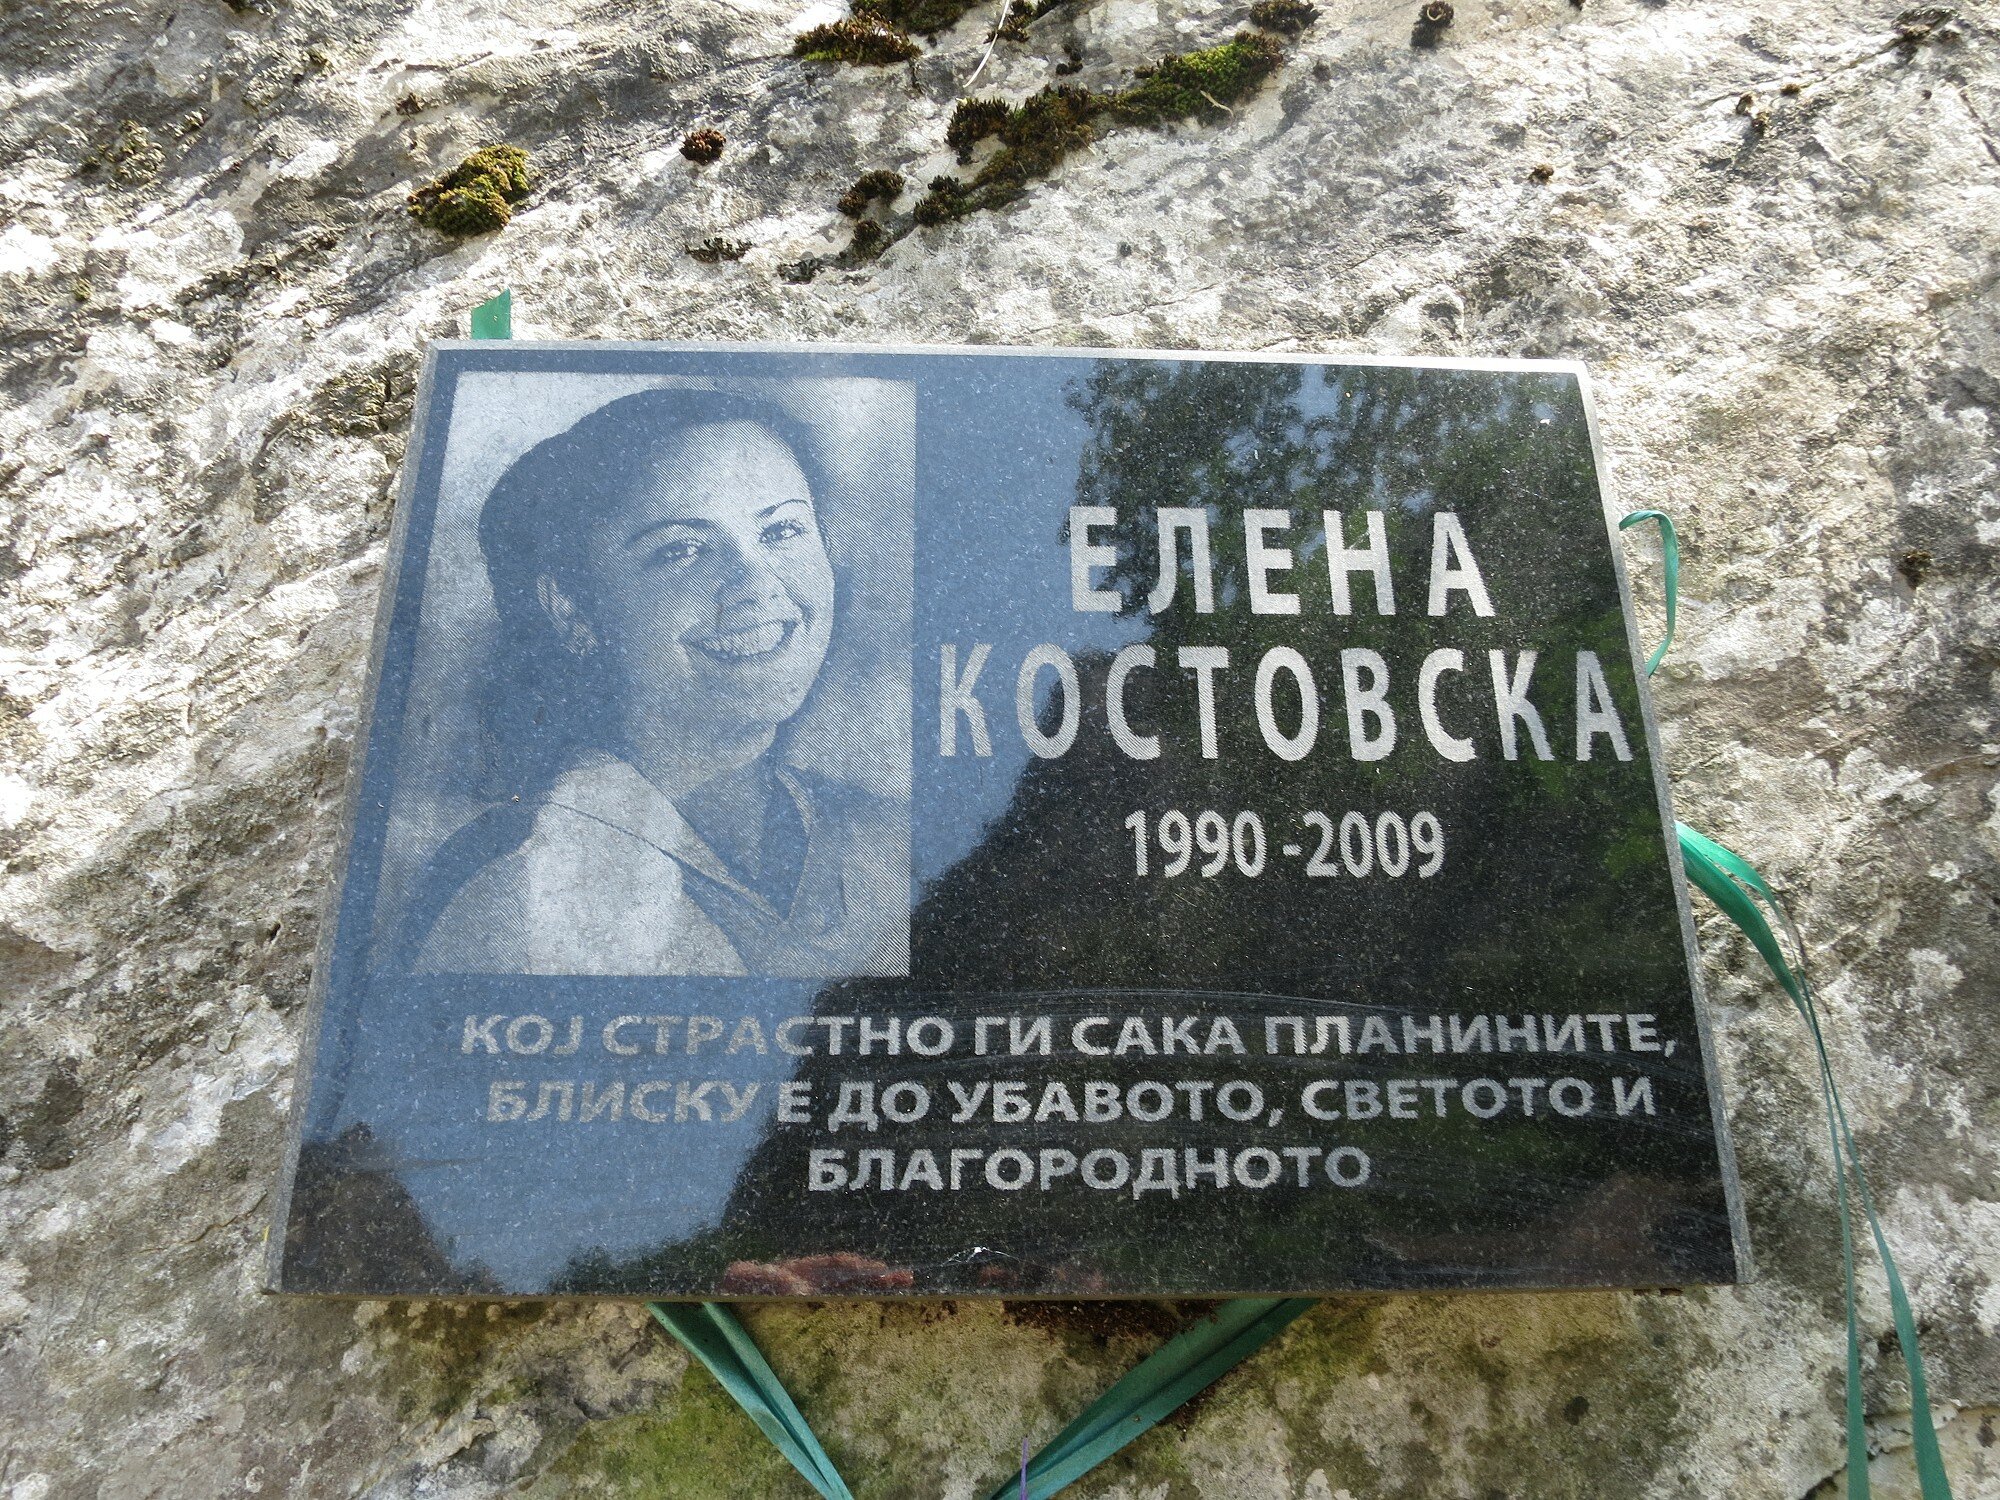 ЕЛЕНА
КОСТОВСКА
1990 -2009
КОЈ СТРАСТНО ГИ САКА ПЛАНИНИТЕ,
БЛИСКУ Е ДО УБАВОТО, СВЕТОТО И
БЛАГОРОДНОТО